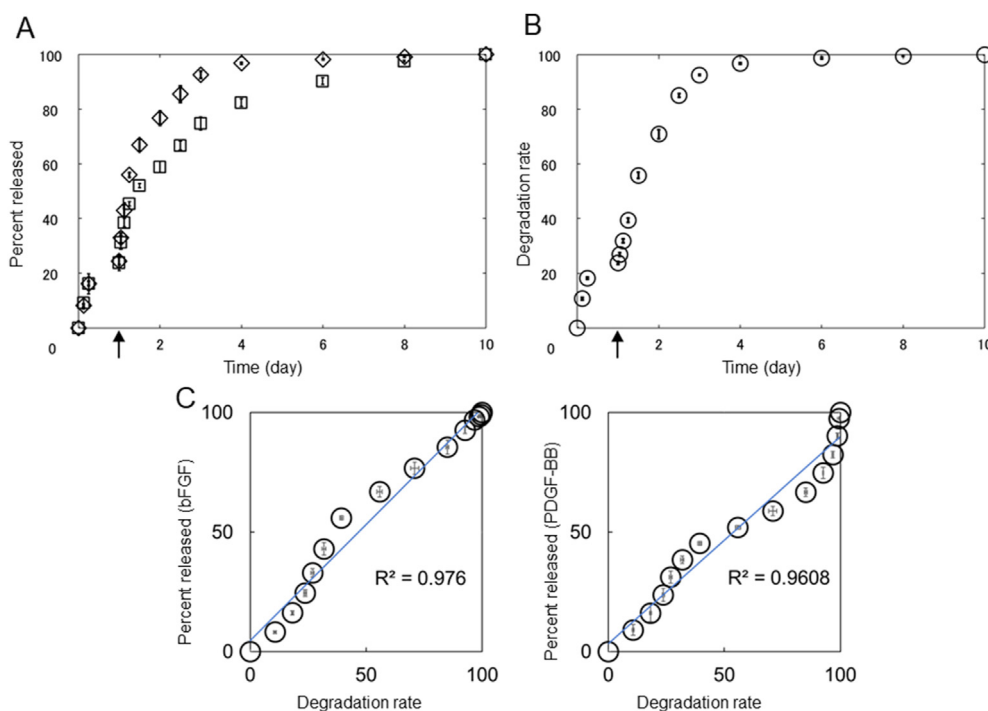 A
100
80
60
40
20
0
Percent released
2
4
6
8
10
Time (day)
B
100
80
60
40
20
0
Degradation rate
2
4
6
8
10
Time (day)
C
100
50
0
Percent released (bFGF)
R² = 0.976
0
50
100
Degradation rate
100
50
0
Percent released (PDGF-BB)
R² = 0.9608
0
50
100
Degradation rate